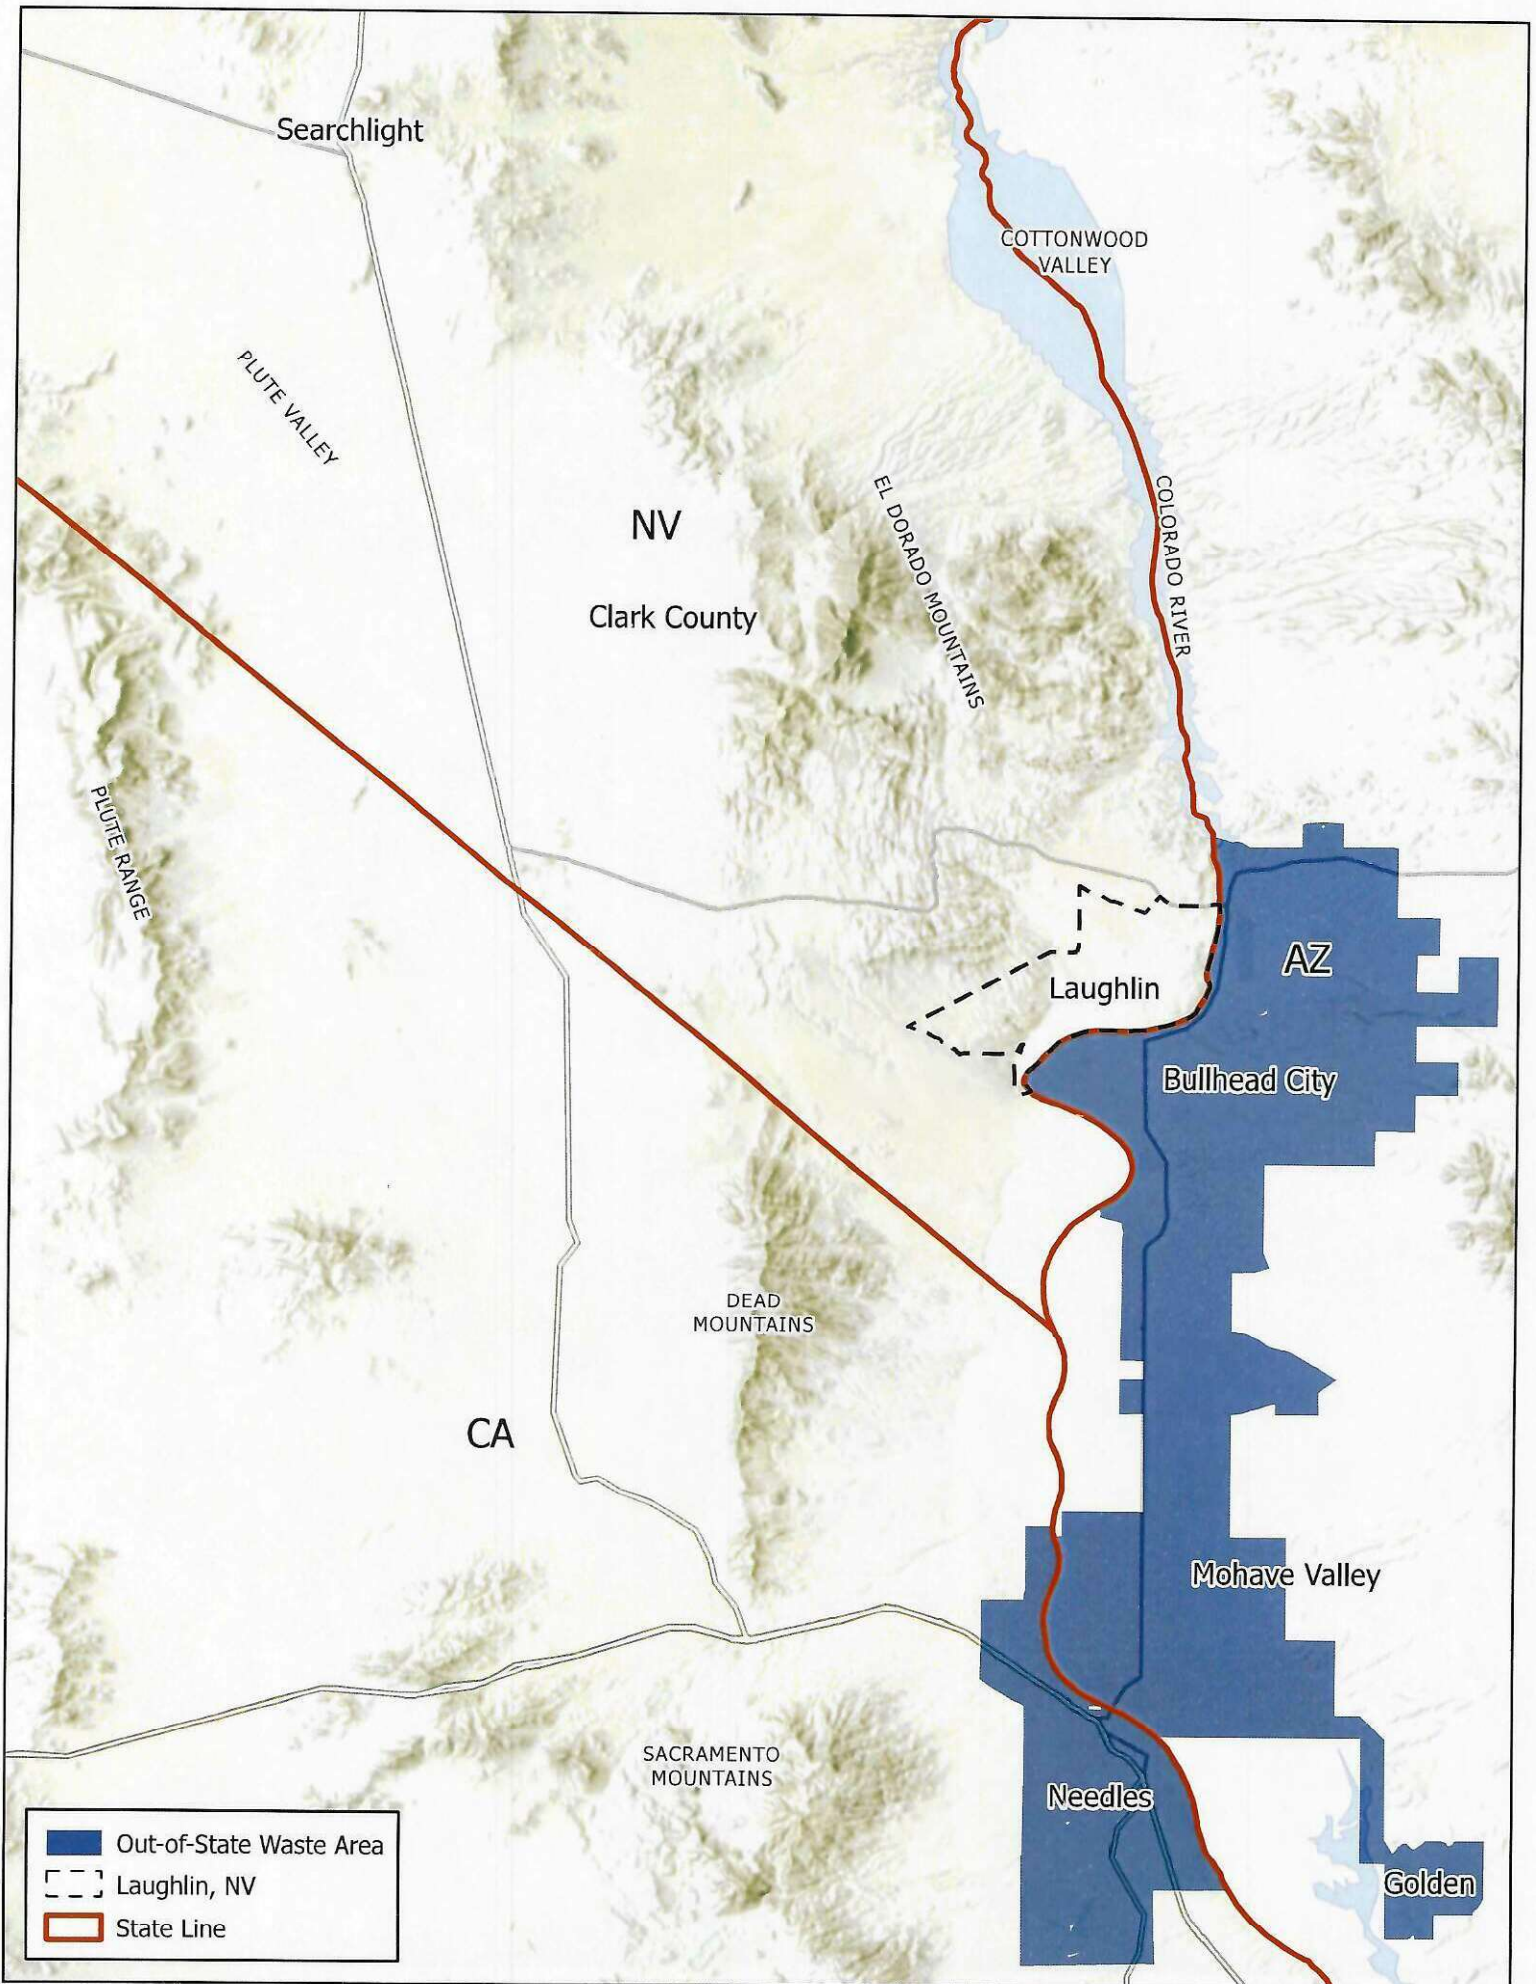 Searchlight
COTTONWOOD
VALLEY
PLUTE VALLEY
COLORADO RIVER
EL DORADO MOUNTAINS
NV
Clark County
PLUTE RANGE
AZ
Laughlin
Bullhead City
DEAD
MOUNTAINS
CA
Mohave Valley
SACRAMENTO
MOUNTAINS
Needles
Golden
Out-of-State Waste Area
Laughlin, NV
State Line